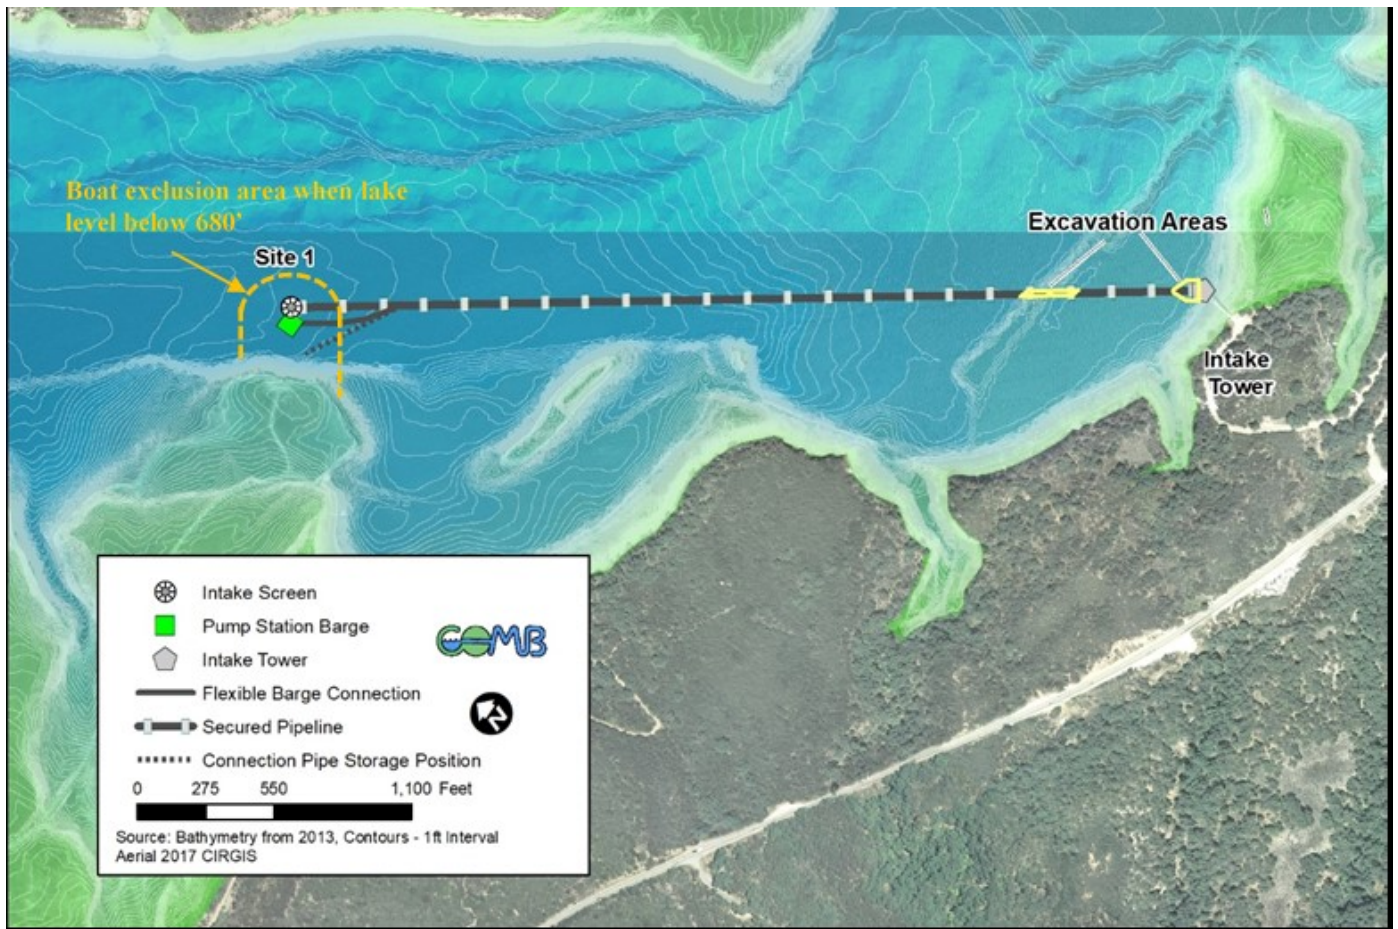 Boat exclusion area when lake
level below 680'
Site 1
Excavation Areas
Intake
Tower
Intake Screen
Pump Station Barge
Intake Tower
Flexible Barge Connection
Secured Pipeline
Connection Pipe Storage Position
COMB
N
0 275 550 1,100 Feet
Source: Bathymetry from 2013, Contours - 1ft Interval
Aerial 2017 CIRGIS